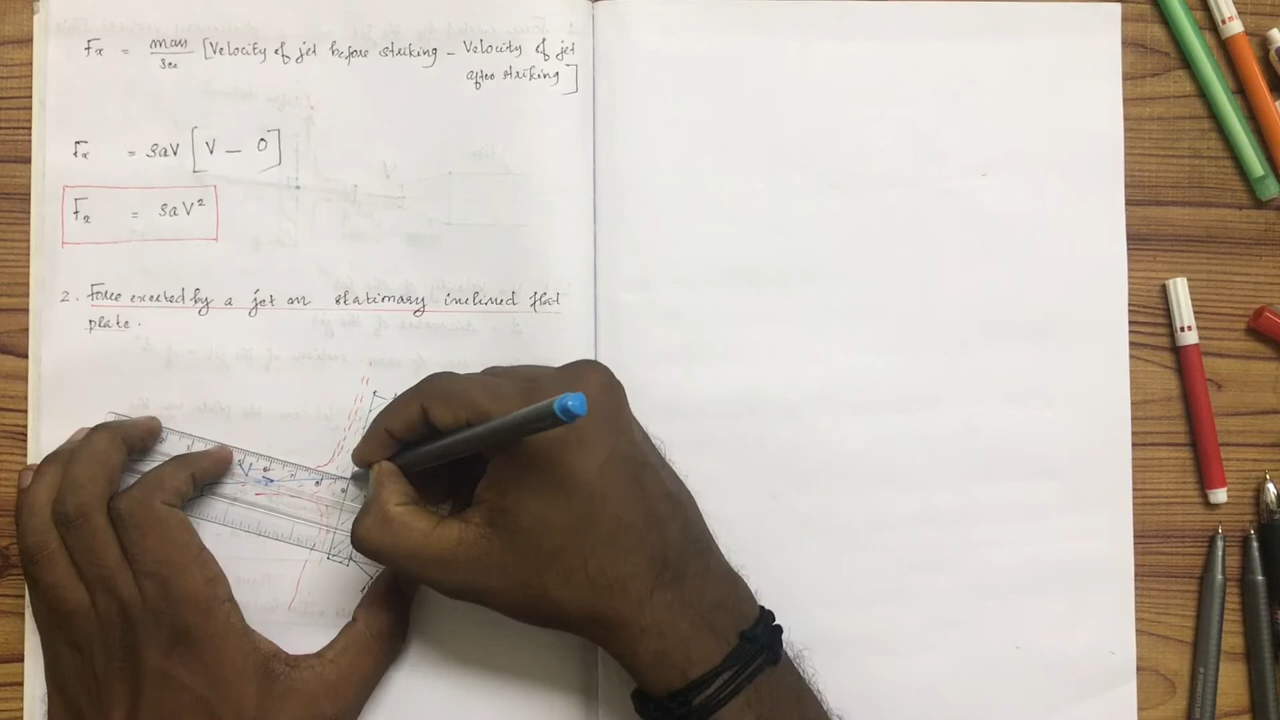 Fx = mass/sec [Velocity of jet before striking - Velocity of jet
after striking]
Fx = ρaV [V - 0]
Fx = ρaV²
2. Force exerted by a jet on stationary inclined flat
plate.
V